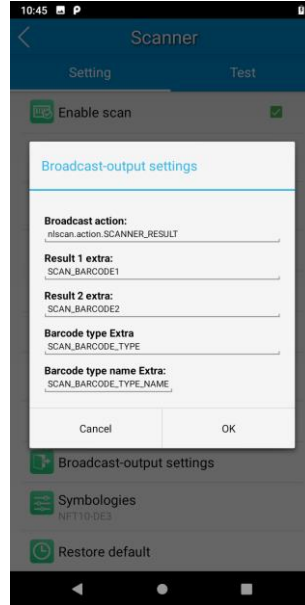 10:45 P
Scanner
Setting Test
Enable scan
Broadcast-output settings
Broadcast action:
nlscan.action.SCANNER_RESULT
Result 1 extra:
SCAN_BARCODE1
Result 2 extra:
SCAN_BARCODE2
Barcode type Extra
SCAN_BARCODE_TYPE
Barcode type name Extra:
SCAN_BARCODE_TYPE_NAME
Cancel OK
Broadcast-output settings
Symbologies
NFT10-DE3
Restore default